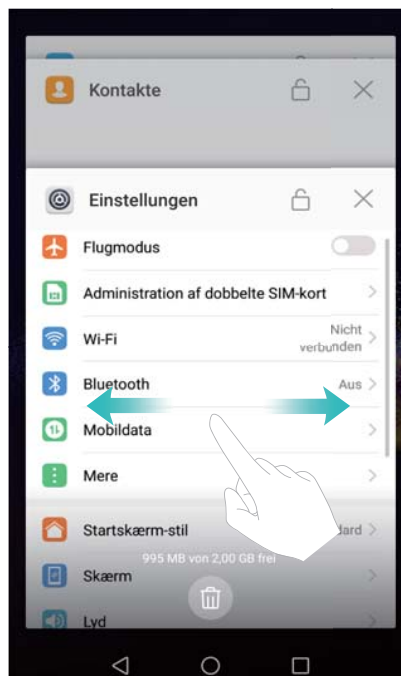 Kontakte
Einstellungen
Flugmodus
Administration af dobbelte SIM-kort
Wi-Fi
Nicht
verbunden
Bluetooth
Aus
Mobildata
Mere
Startskærm-stil
dard
995 MB von 2,00 GB frei
Skærm
Lyd